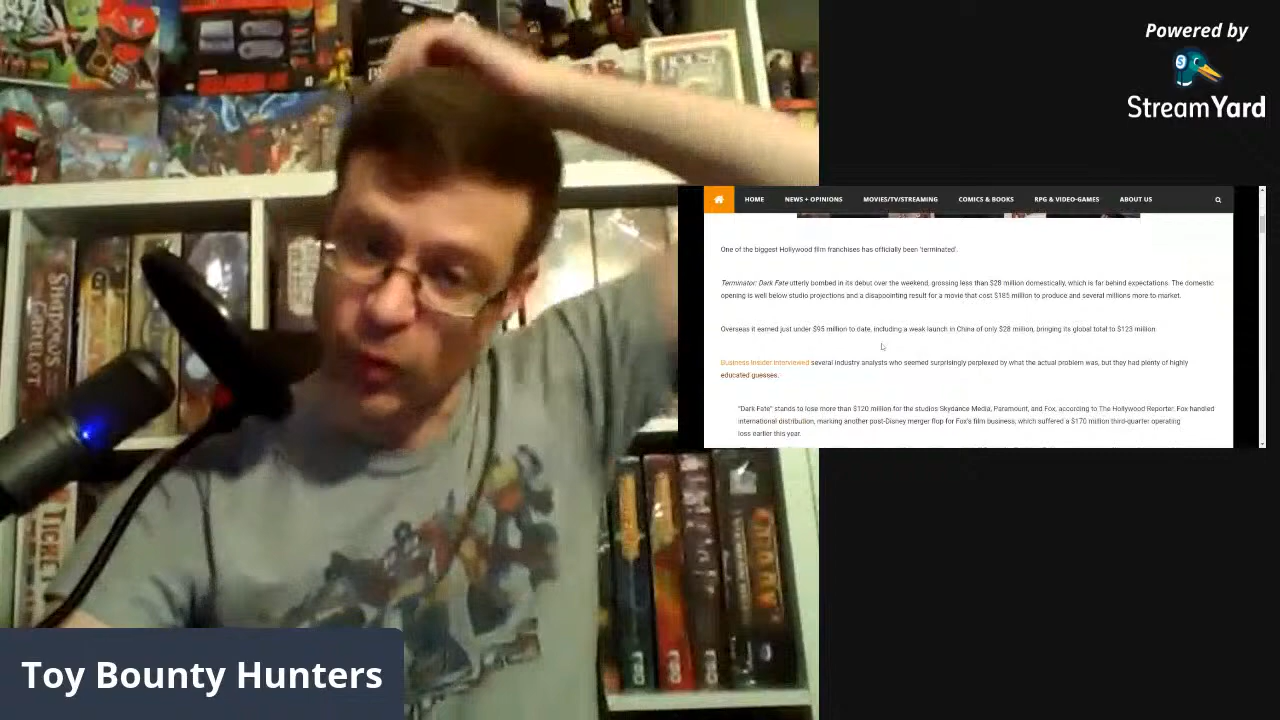 Powered by
StreamYard
HOME NEWS + OPINIONS MOVIES/TV/STREAMING COMICS & BOOKS RPG & VIDEO-GAMES ABOUT US
One of the biggest Hollywood film franchises has officially been 'terminated'.
Terminator: Dark Fate utterly bombed in its debut over the weekend, grossing less than $28 million domestically, which is far behind expectations. The domestic
opening is well below studio projections and a disappointing result for a movie that cost $185 million to produce and several millions more to market.
Overseas it earned just under $95 million to date, including a weak launch in China of only $28 million, bringing its global total to $123 million.
Business Insider interviewed several industry analysts who seemed surprisingly perplexed by what the actual problem was, but they had plenty of highly
educated guesses.
"Dark Fate" stands to lose more than $120 million for the studios Skydance Media, Paramount, and Fox, according to The Hollywood Reporter. Fox handled
international distribution, marking another post-Disney merger flop for Fox's film business, which suffered a $170 million third-quarter operating
loss earlier this year.
SHADOWS
CAMELOT
TICKET
Toy Bounty Hunters